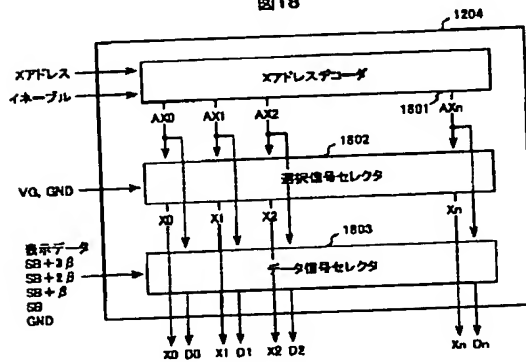 図18
1204
Xアドレス
イネーブル
Xアドレスデコーダ
1801
AX0 AX1 AX2 AXn
1802
VG, GND
選択信号セレクタ
X0 X1 X2 Xn
1803
表示データ
SB+3β
SB+2β
SB+β
SB
GND
データ信号セレクタ
X0 D0 X1 D1 X2 D2 Xn Dn